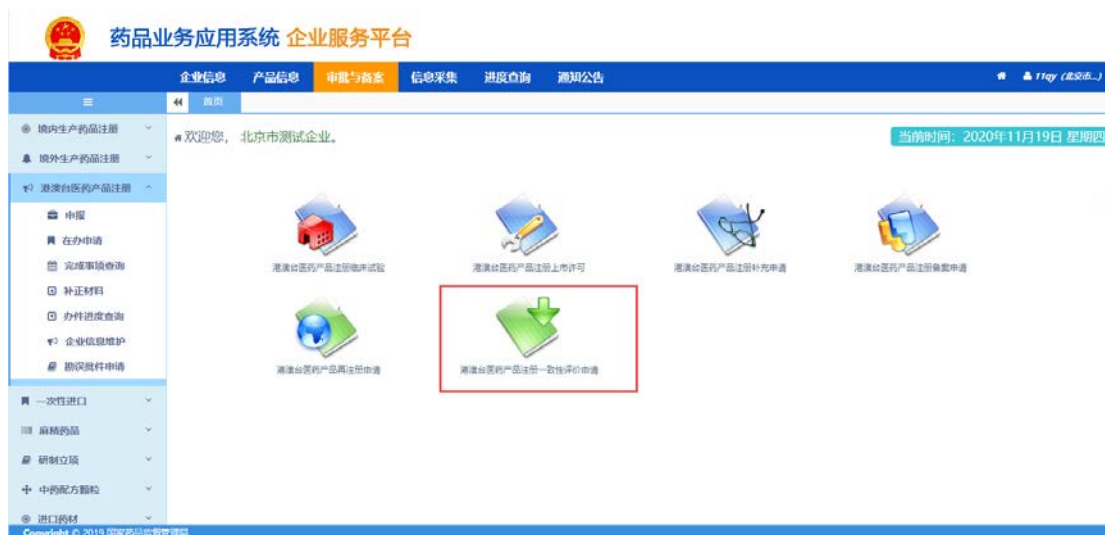 药品业务应用系统 企业服务平台
企业信息 产品信息 审批与备案 信息采集 进度查询 通知公告
11qy (北京市...)
首页
境内生产药品注册
欢迎您， 北京市测试企业。
当前时间：2020年11月19日 星期四
境外生产药品注册
港澳台医药产品注册
申报
在办申请
完成事项查询
补正材料
办件进度查询
企业信息维护
勘误批件申请
港澳台医药产品注册临床试验
港澳台医药产品注册上市许可
港澳台医药产品注册补充申请
港澳台医药产品注册备案申请
港澳台医药产品再注册申请
港澳台医药产品注册一致性评价申请
一次性进口
麻精药品
研制立项
中药配方颗粒
进口药材
Copyright © 2019 国家药品监督管理局